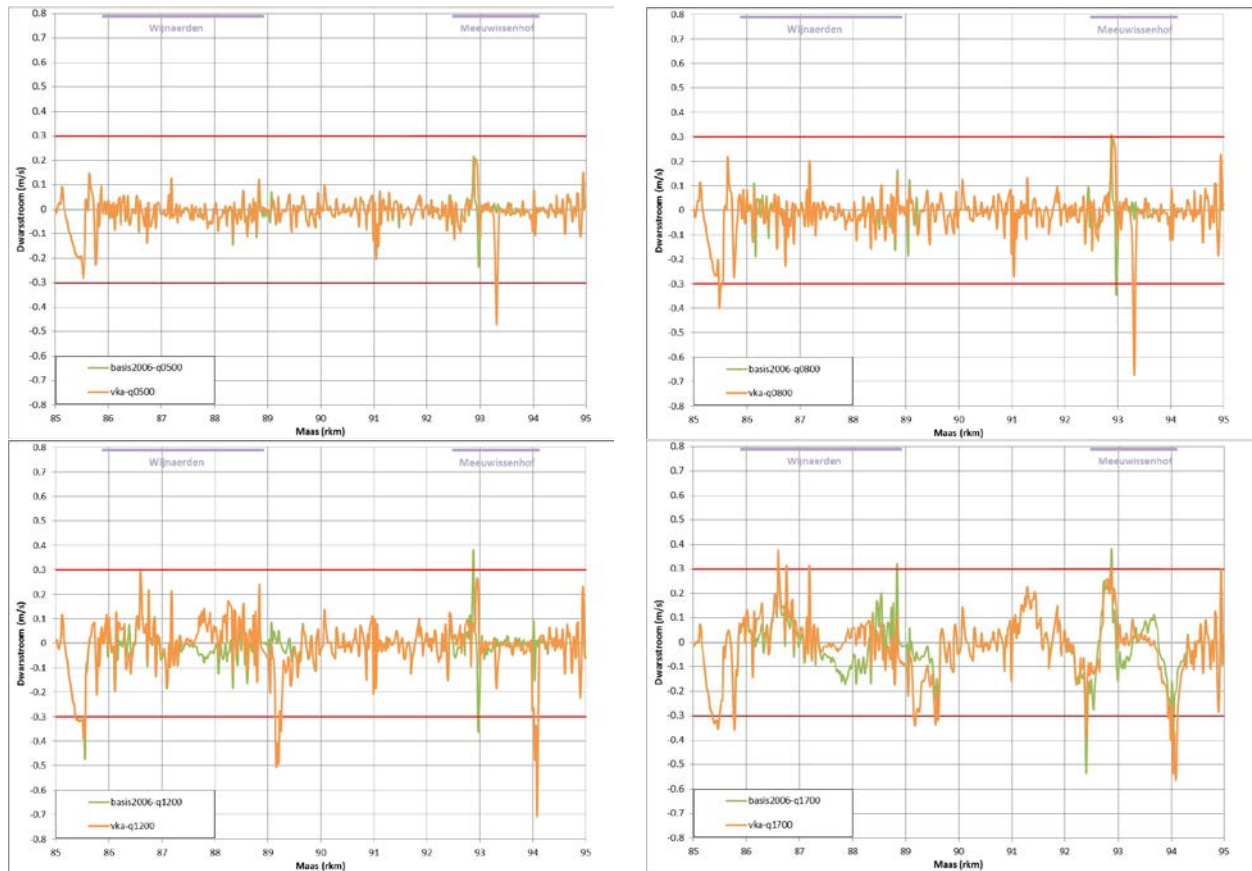 Wijnaerden Meeuwissenhof
0.8
0.7
0.6
0.5
0.4
0.3
0.2
0.1
0
-0.1
-0.2
-0.3
-0.4
-0.5
-0.6
-0.7
-0.8
Dwarsstroom (m/s)
basis2006-q0500
vka-q0500
85 86 87 88 89 90 91 92 93 94 95
Maas (rkm)
Wijnaerden Meeuwissenhof
0.8
0.7
0.6
0.5
0.4
0.3
0.2
0.1
0
-0.1
-0.2
-0.3
-0.4
-0.5
-0.6
-0.7
-0.8
Dwarsstroom (m/s)
basis2006-q0800
vka-q0800
85 86 87 88 89 90 91 92 93 94 95
Maas (rkm)
Wijnaerden Meeuwissenhof
0.8
0.7
0.6
0.5
0.4
0.3
0.2
0.1
0
-0.1
-0.2
-0.3
-0.4
-0.5
-0.6
-0.7
-0.8
Dwarsstroom (m/s)
basis2006-q1200
vka-q1200
85 86 87 88 89 90 91 92 93 94 95
Maas (rkm)
Wijnaerden Meeuwissenhof
0.8
0.7
0.6
0.5
0.4
0.3
0.2
0.1
0
-0.1
-0.2
-0.3
-0.4
-0.5
-0.6
-0.7
-0.8
Dwarsstroom (m/s)
basis2006-q1700
vka-q1700
85 86 87 88 89 90 91 92 93 94 95
Maas (rkm)